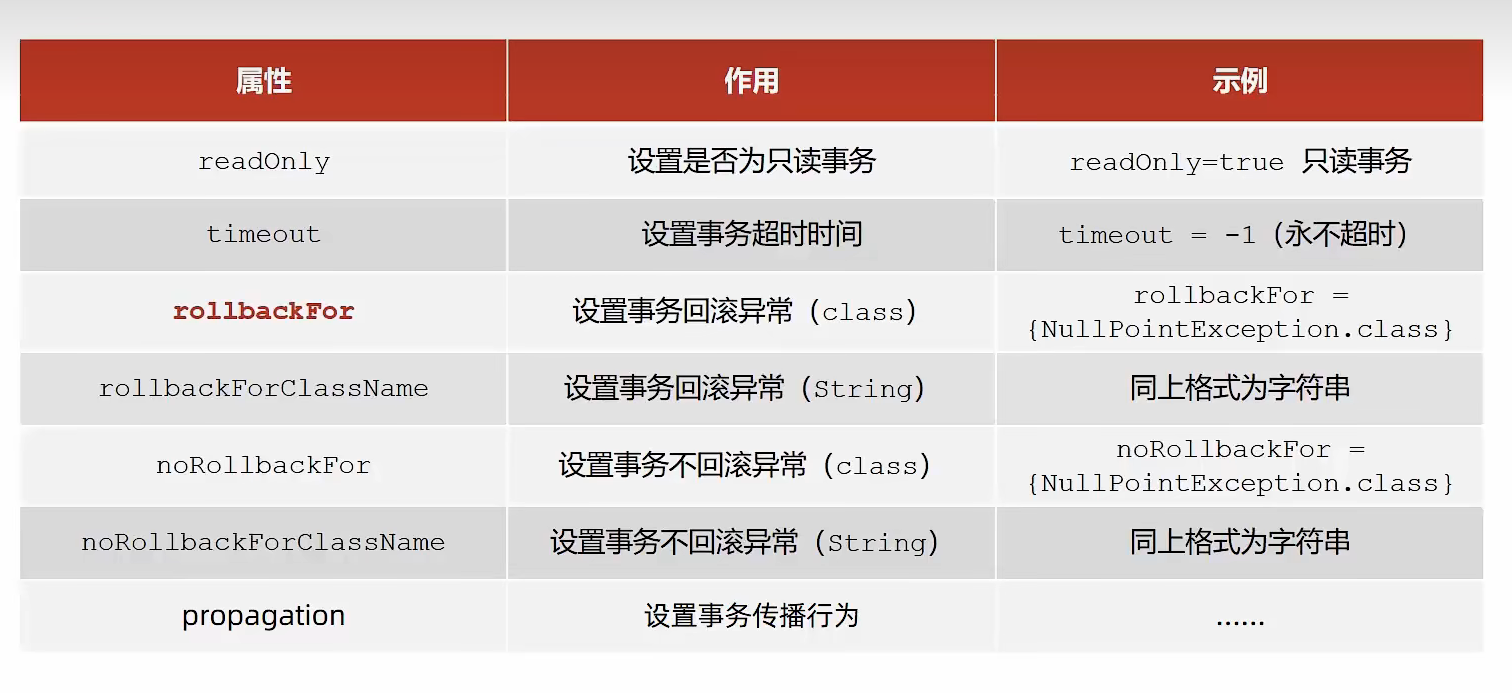 属性
作用
示例
readOnly
设置是否为只读事务
readOnly=true 只读事务
timeout
设置事务超时时间
timeout = -1（永不超时）
rollbackFor
设置事务回滚异常（class）
rollbackFor =
{NullPointException.class}
rollbackForClassName
设置事务回滚异常（String）
同上格式为字符串
noRollbackFor
设置事务不回滚异常（class）
noRollbackFor =
{NullPointException.class}
noRollbackForClassName
设置事务不回滚异常（String）
同上格式为字符串
propagation
设置事务传播行为
……